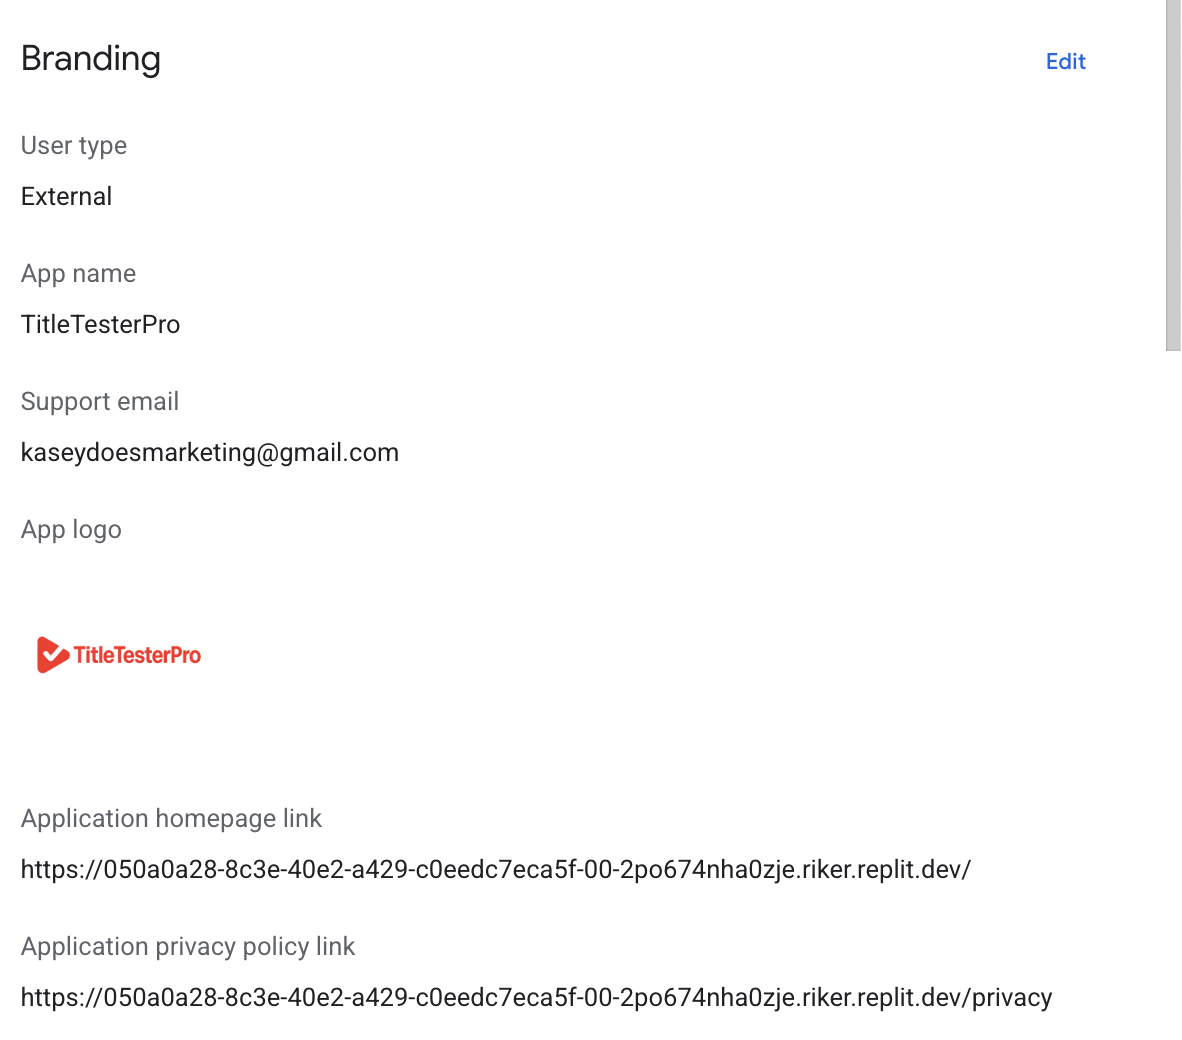 Branding
Edit
User type
External
App name
TitleTesterPro
Support email
kaseydoesmarketing@gmail.com
App logo
TitleTesterPro
Application homepage link
https://050a0a28-8c3e-40e2-a429-c0eedc7eca5f-00-2po674nha0zje.riker.replit.dev/
Application privacy policy link
https://050a0a28-8c3e-40e2-a429-c0eedc7eca5f-00-2po674nha0zje.riker.replit.dev/privacy